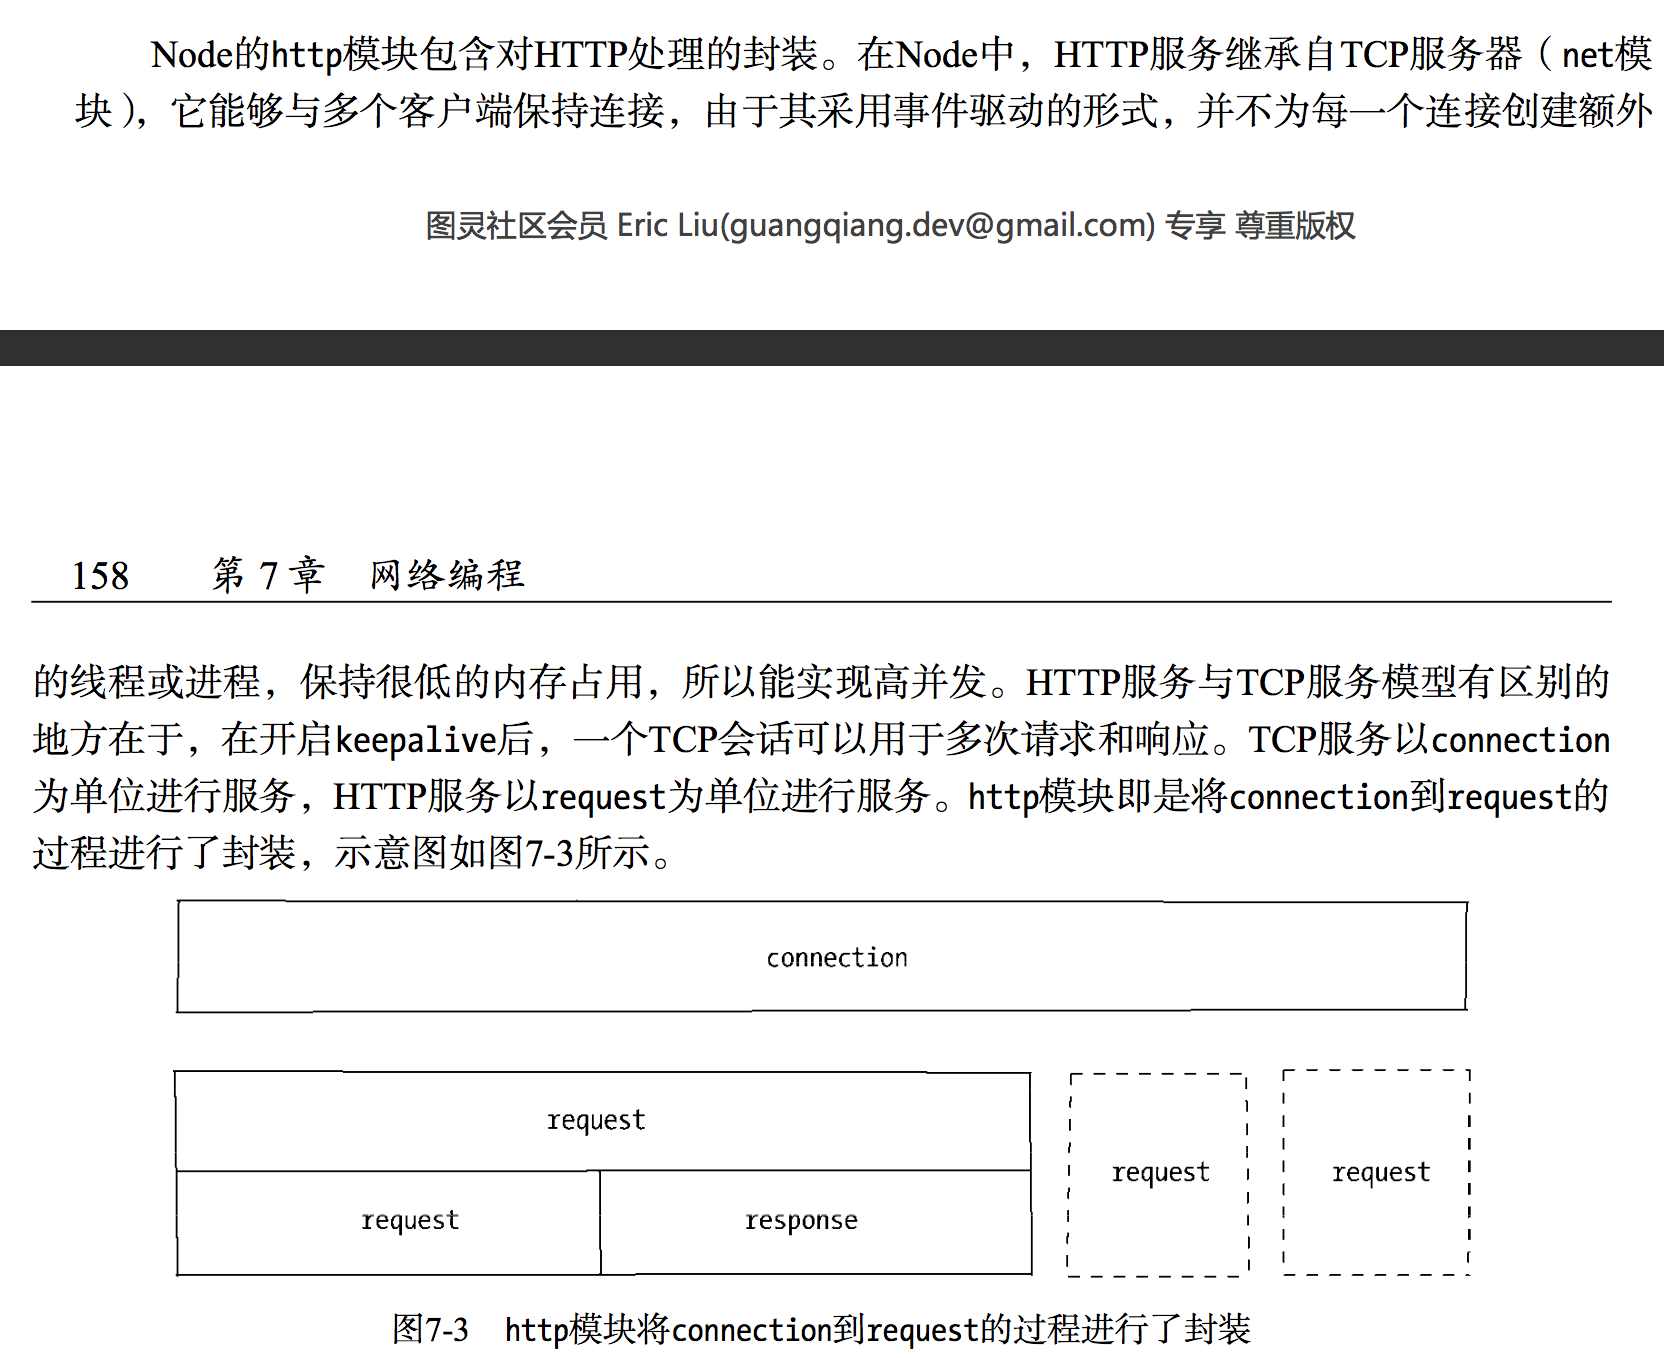 Node的http模块包含对HTTP处理的封装。在Node中，HTTP服务继承自TCP服务器（net模
块），它能够与多个客户端保持连接，由于其采用事件驱动的形式，并不为每一个连接创建额外
图灵社区会员 Eric Liu(guangqiang.dev@gmail.com) 专享 尊重版权
158 第 7 章 网络编程
的线程或进程，保持很低的内存占用，所以能实现高并发。HTTP服务与TCP服务模型有区别的
地方在于，在开启keepalive后，一个TCP会话可以用于多次请求和响应。TCP服务以connection
为单位进行服务，HTTP服务以request为单位进行服务。http模块即是将connection到request的
过程进行了封装，示意图如图7-3所示。
connection
request
request
response
request
request
图7-3 http模块将connection到request的过程进行了封装